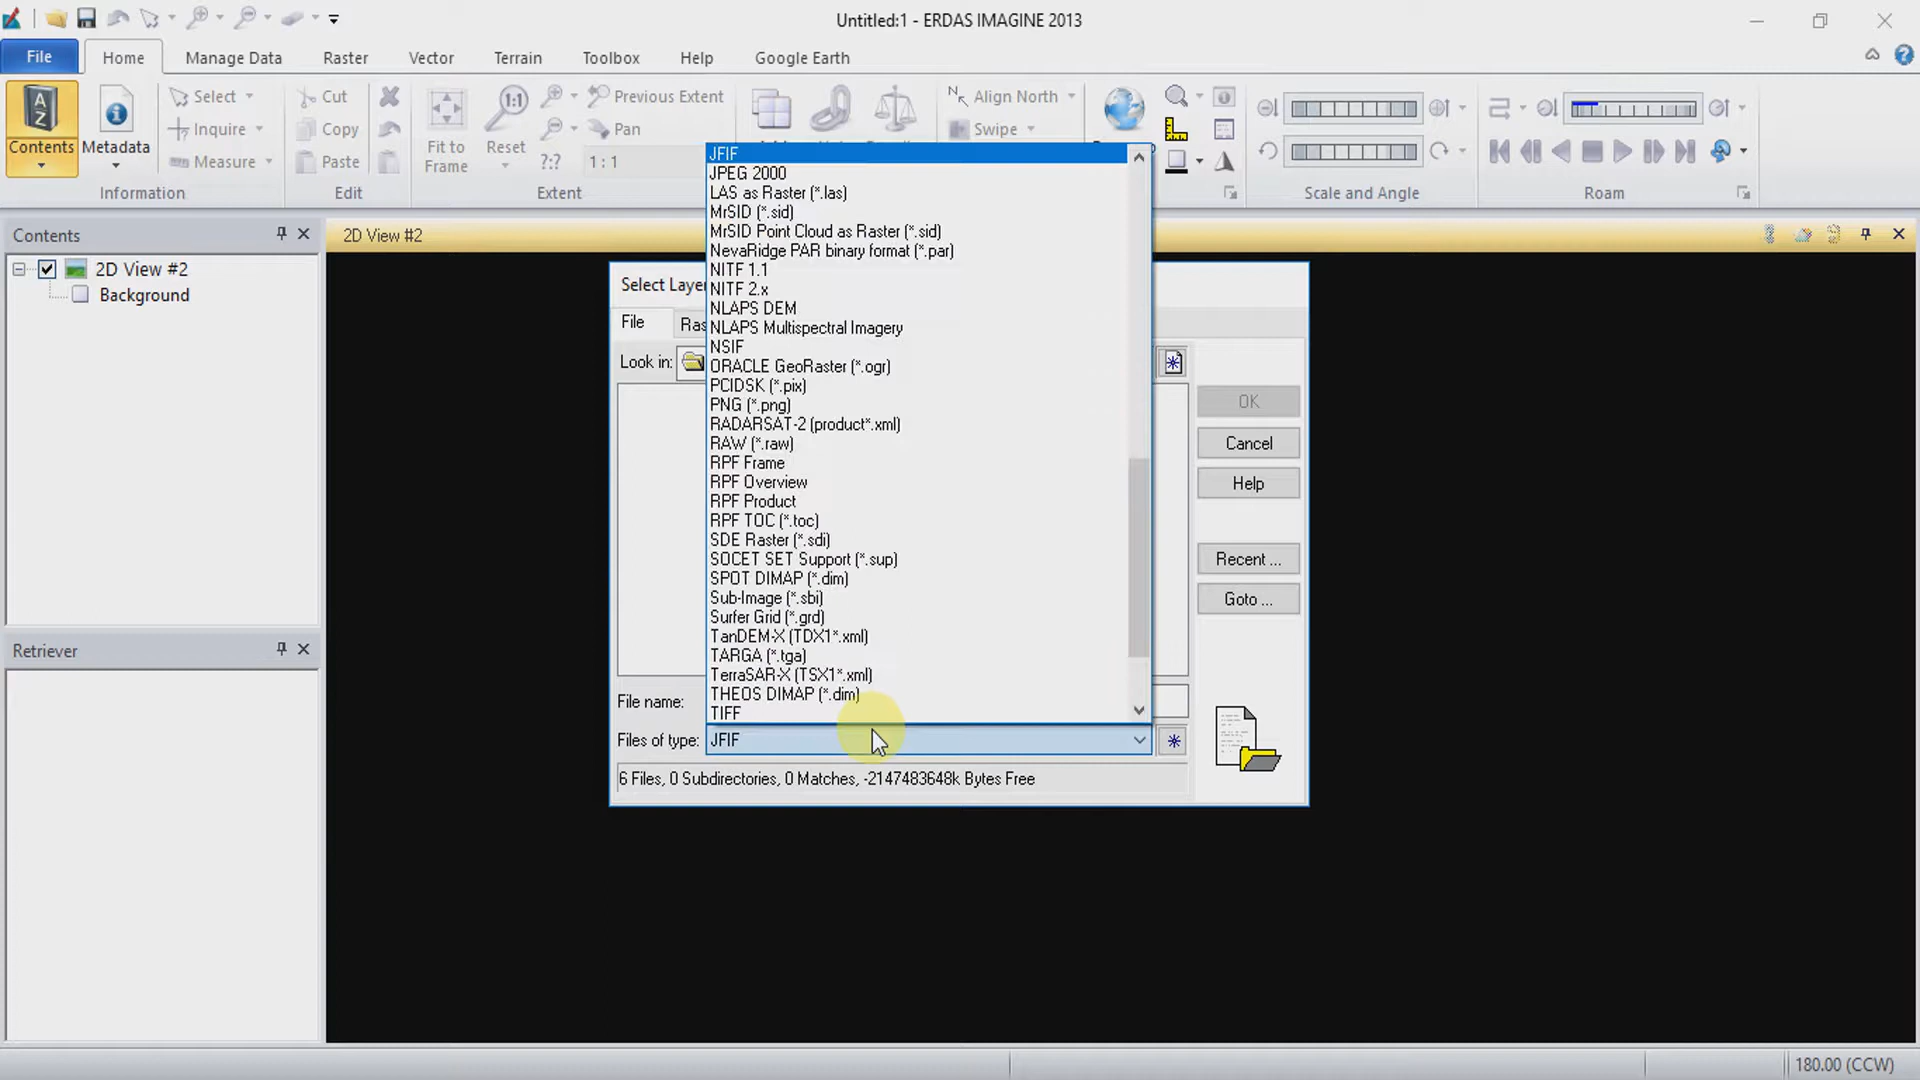 Untitled:1 - ERDAS IMAGINE 2013
File Home Manage Data Raster Vector Terrain Toolbox Help Google Earth
Contents
Metadata
Select
Inquire
Measure
Information
Cut
Copy
Paste
Edit
Fit to
Frame
1:1
Reset
?:?
Previous Extent
Pan
1 : 1
Extent
Align North
Swipe
Scale and Angle
Roam
Contents
2D View #2
Background
Retriever
2D View #2
Select Laye
File
Ras
Look in:
JFIF
JPEG 2000
LAS as Raster (*.las)
MrSID (*.sid)
MrSID Point Cloud as Raster (*.sid)
NevaRidge PAR binary format (*.par)
NITF 1.1
NITF 2.x
NLAPS DEM
NLAPS Multispectral Imagery
NSIF
ORACLE GeoRaster (*.ogr)
PCIDSK (*.pix)
PNG (*.png)
RADARSAT-2 (product*.xml)
RAW (*.raw)
RPF Frame
RPF Overview
RPF Product
RPF TOC (*.toc)
SDE Raster (*.sdi)
SOCET SET Support (*.sup)
SPOT DIMAP (*.dim)
Sub-Image (*.sbi)
Surfer Grid (*.grd)
TanDEM-X (TDX1*.xml)
TARGA (*.tga)
TerraSAR-X (TSX1*.xml)
THEOS DIMAP (*.dim)
TIFF
OK
Cancel
Help
Recent ...
Goto ...
File name:
Files of type: JFIF
6 Files, 0 Subdirectories, 0 Matches, -2147483648k Bytes Free
180.00 (CCW)